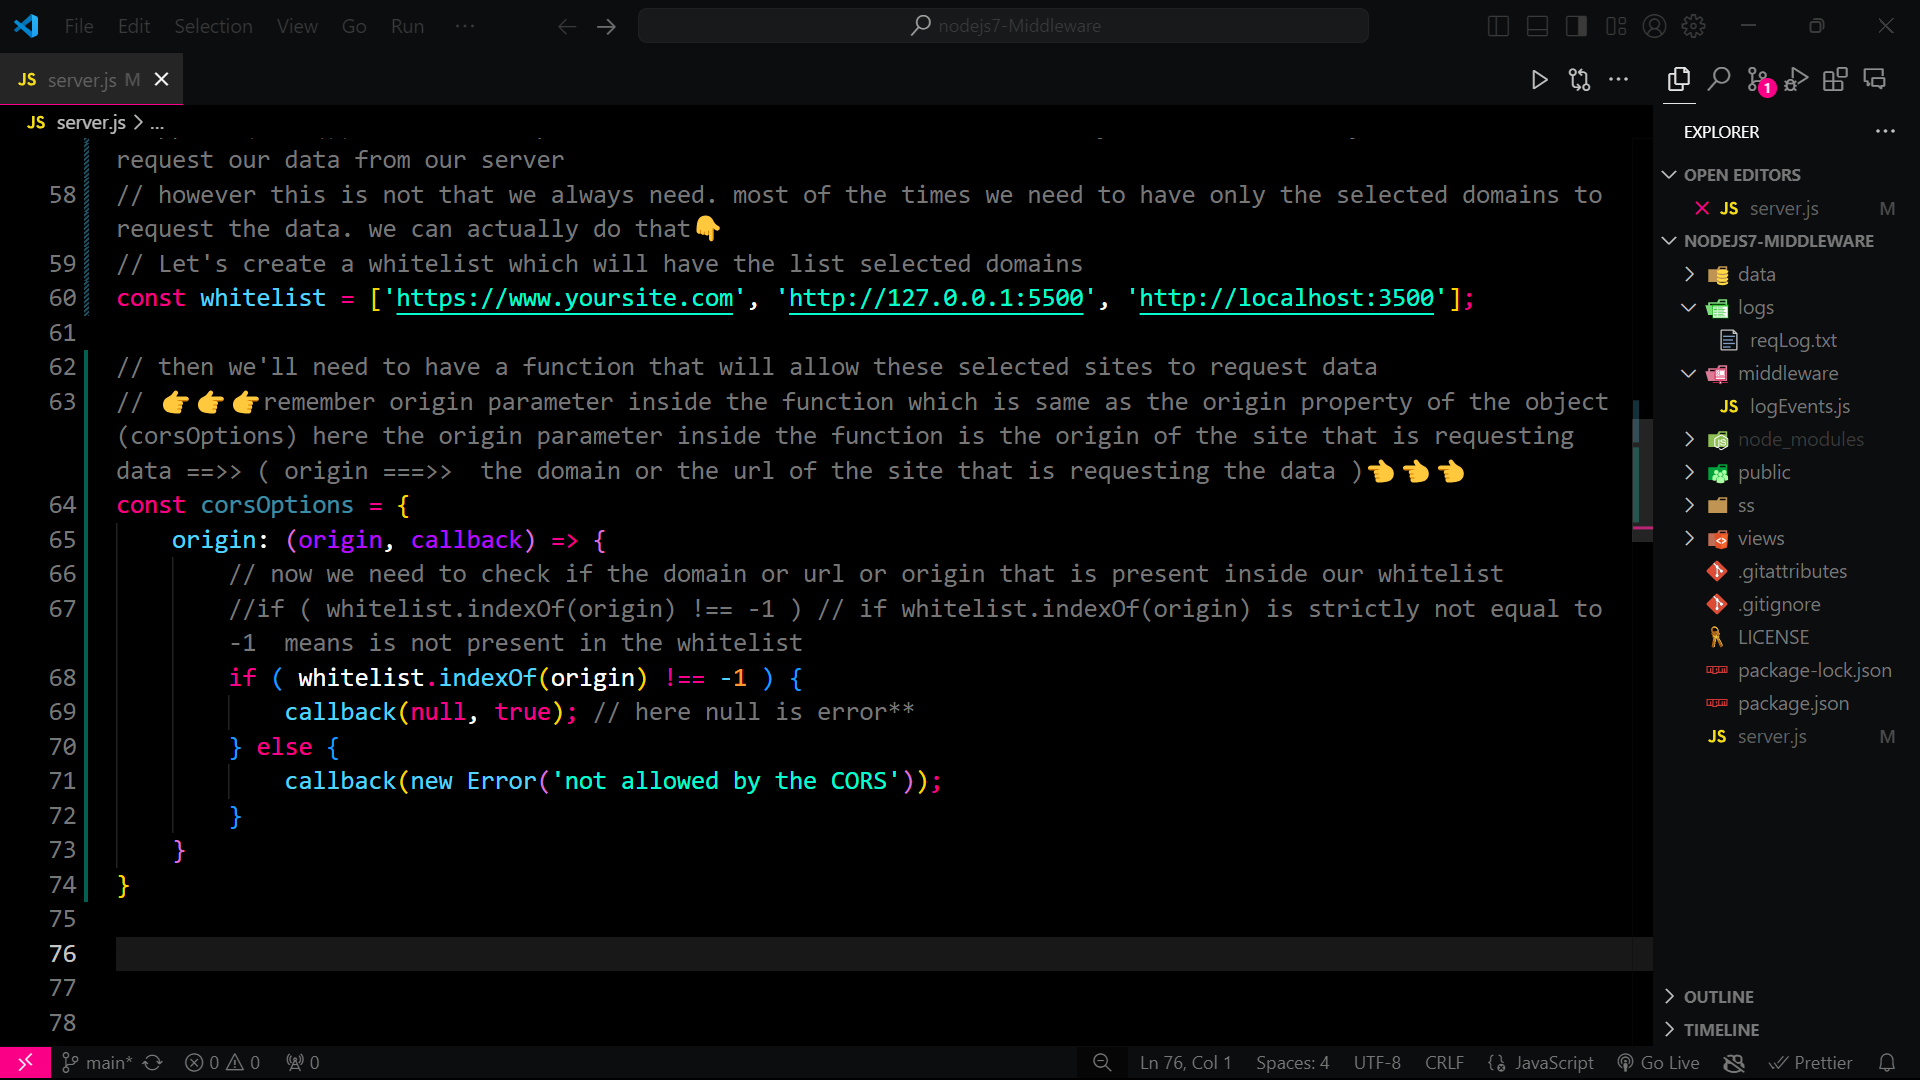 File Edit Selection View Go Run ··· nodejs7-Middleware
JS server.js M
JS server.js > ...
EXPLORER
request our data from our server
58 // however this is not that we always need. most of the times we need to have only the selected domains to
request the data. we can actually do that👇
59 // Let's create a whitelist which will have the list selected domains
60 const whitelist = ['https://www.yoursite.com', 'http://127.0.0.1:5500', 'http://localhost:3500'];
61
62 // then we'll need to have a function that will allow these selected sites to request data
63 // 👉👉👉remember origin parameter inside the function which is same as the origin property of the object
(corsOptions) here the origin parameter inside the function is the origin of the site that is requesting
data ==>> ( origin ===>>  the domain or the url of the site that is requesting the data )👈👈👈
64 const corsOptions = {
65 origin: (origin, callback) => {
66 // now we need to check if the domain or url or origin that is present inside our whitelist
67 //if ( whitelist.indexOf(origin) !== -1 ) // if whitelist.indexOf(origin) is strictly not equal to
-1  means is not present in the whitelist
68 if ( whitelist.indexOf(origin) !== -1 ) {
69 callback(null, true); // here null is error**
70 } else {
71 callback(new Error('not allowed by the CORS'));
72 }
73 }
74 }
75
76
77
78
1
OPEN EDITORS
JS server.js M
NODEJS7-MIDDLEWARE
data
logs
reqLog.txt
middleware
JS logEvents.js
node_modules
public
ss
views
.gitattributes
.gitignore
LICENSE
package-lock.json
package.json
JS server.js M
OUTLINE
TIMELINE
main* 0 0 0 Ln 76, Col 1 Spaces: 4 UTF-8 CRLF JavaScript Go Live Prettier